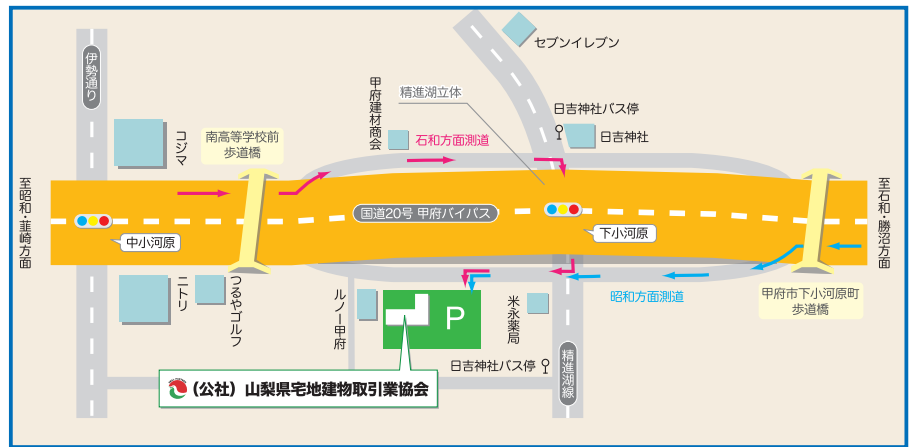 伊勢通り
セブンイレブン
精進湖立体
甲府建材商会
日吉神社バス停
石和方面測道
日吉神社
コジマ
南高等学校前
歩道橋
至昭和・韮崎方面
国道20号 甲府バイパス
至石和・勝沼方面
中小河原
下小河原
ニトリ
つるやゴルフ
ルノー甲府
P
米永薬局
昭和方面測道
甲府市下小河原町
歩道橋
日吉神社バス停
精進湖線
(公社)山梨県宅地建物取引業協会